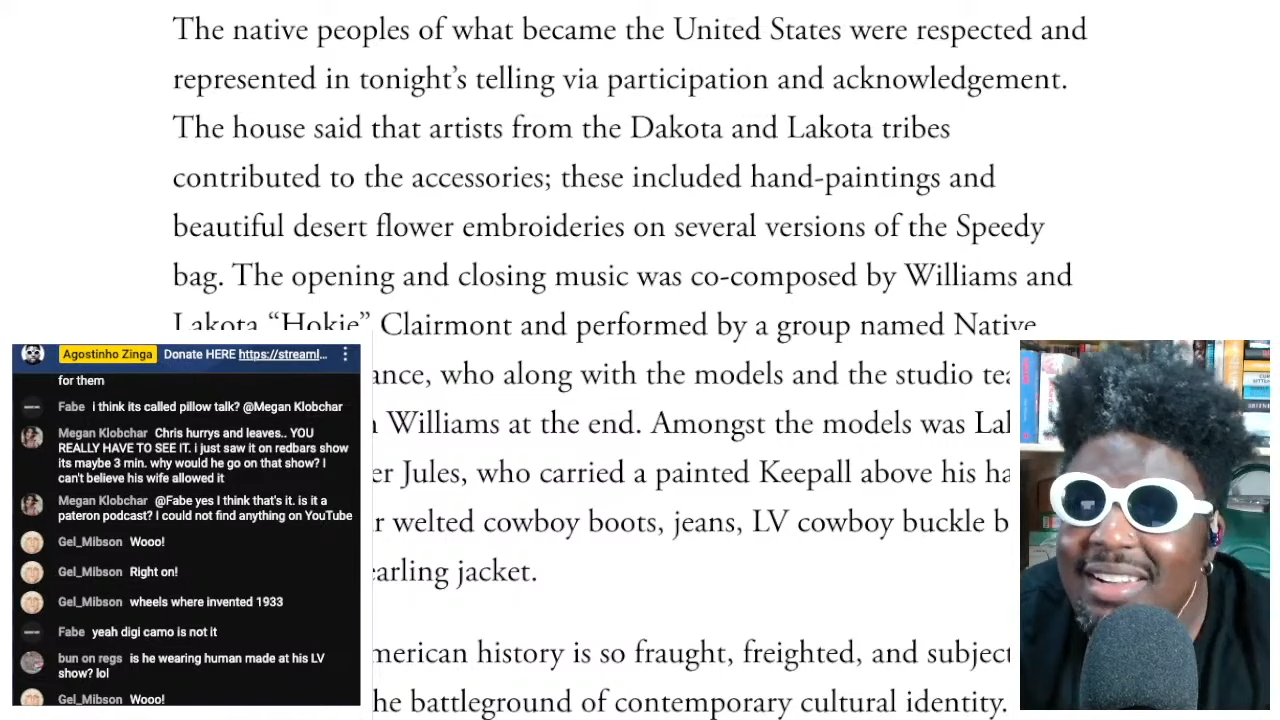 The native peoples of what became the United States were respected and
represented in tonight's telling via participation and acknowledgement.
The house said that artists from the Dakota and Lakota tribes
contributed to the accessories; these included hand-paintings and
beautiful desert flower embroideries on several versions of the Speedy
bag. The opening and closing music was co-composed by Williams and
Lakota “Hokie” Clairmont and performed by a group named Native
ance, who along with the models and the studio tea
Williams at the end. Amongst the models was Lal
er Jules, who carried a painted Keepall above his ha
r welted cowboy boots, jeans, LV cowboy buckle b
earling jacket.
merican history is so fraught, freighted, and subject
he battleground of contemporary cultural identity.
Agostinho Zinga Donate HERE https://streaml...
for them
Fabe i think its called pillow talk? @Megan Klobchar
Megan Klobchar Chris hurrys and leaves.. YOU
REALLY HAVE TO SEE IT. i just saw it on redbars show
its maybe 3 min. why would he go on that show? I
can't believe his wife allowed it
Megan Klobchar @Fabe yes I think that's it. is it a
pateron podcast? I could not find anything on YouTube
Gel_Mibson Wooo!
Gel_Mibson Right on!
Gel_Mibson wheels where invented 1933
Fabe yeah digi camo is not it
bun on regs is he wearing human made at his LV
show? lol
Gel_Mibson Wooo!